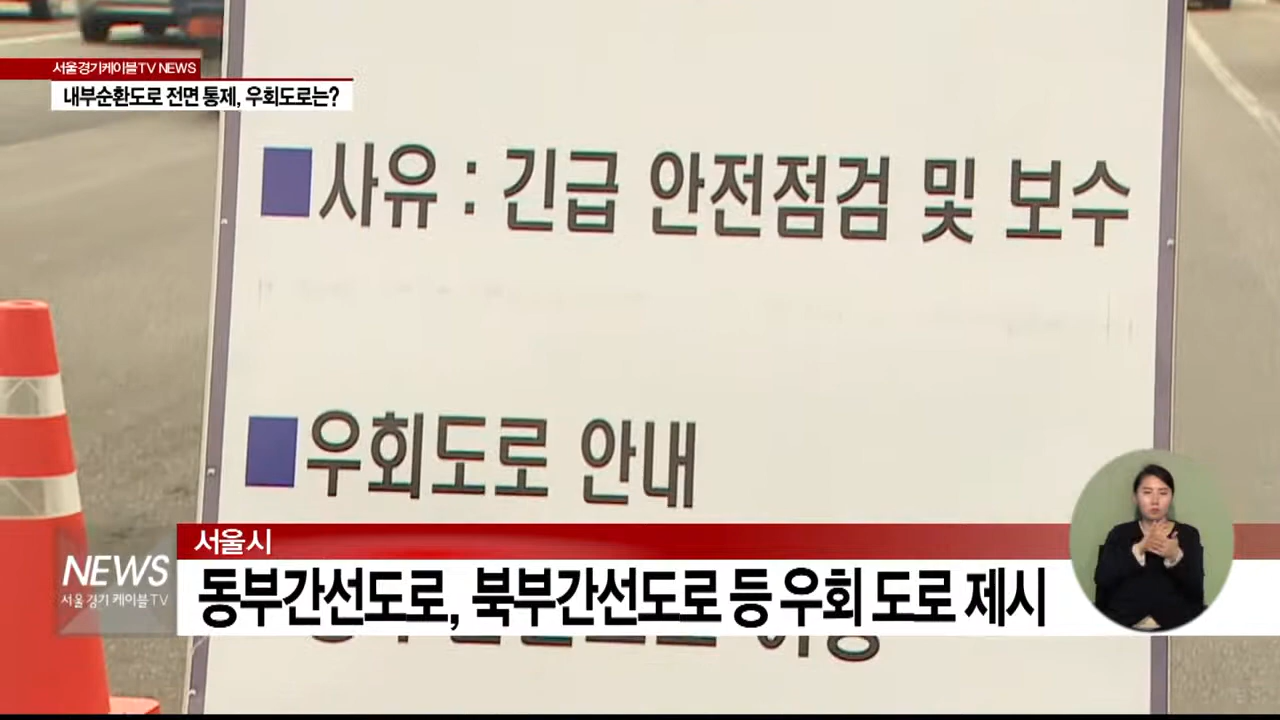 서울경기케이블TV NEWS
내부순환도로 전면 통제, 우회도로는?
■사유 : 긴급 안전점검 및 보수
■우회도로 안내
서울시
NEWS
서울 경기 케이블 TV
동부간선도로, 북부간선도로 등 우회 도로 제시